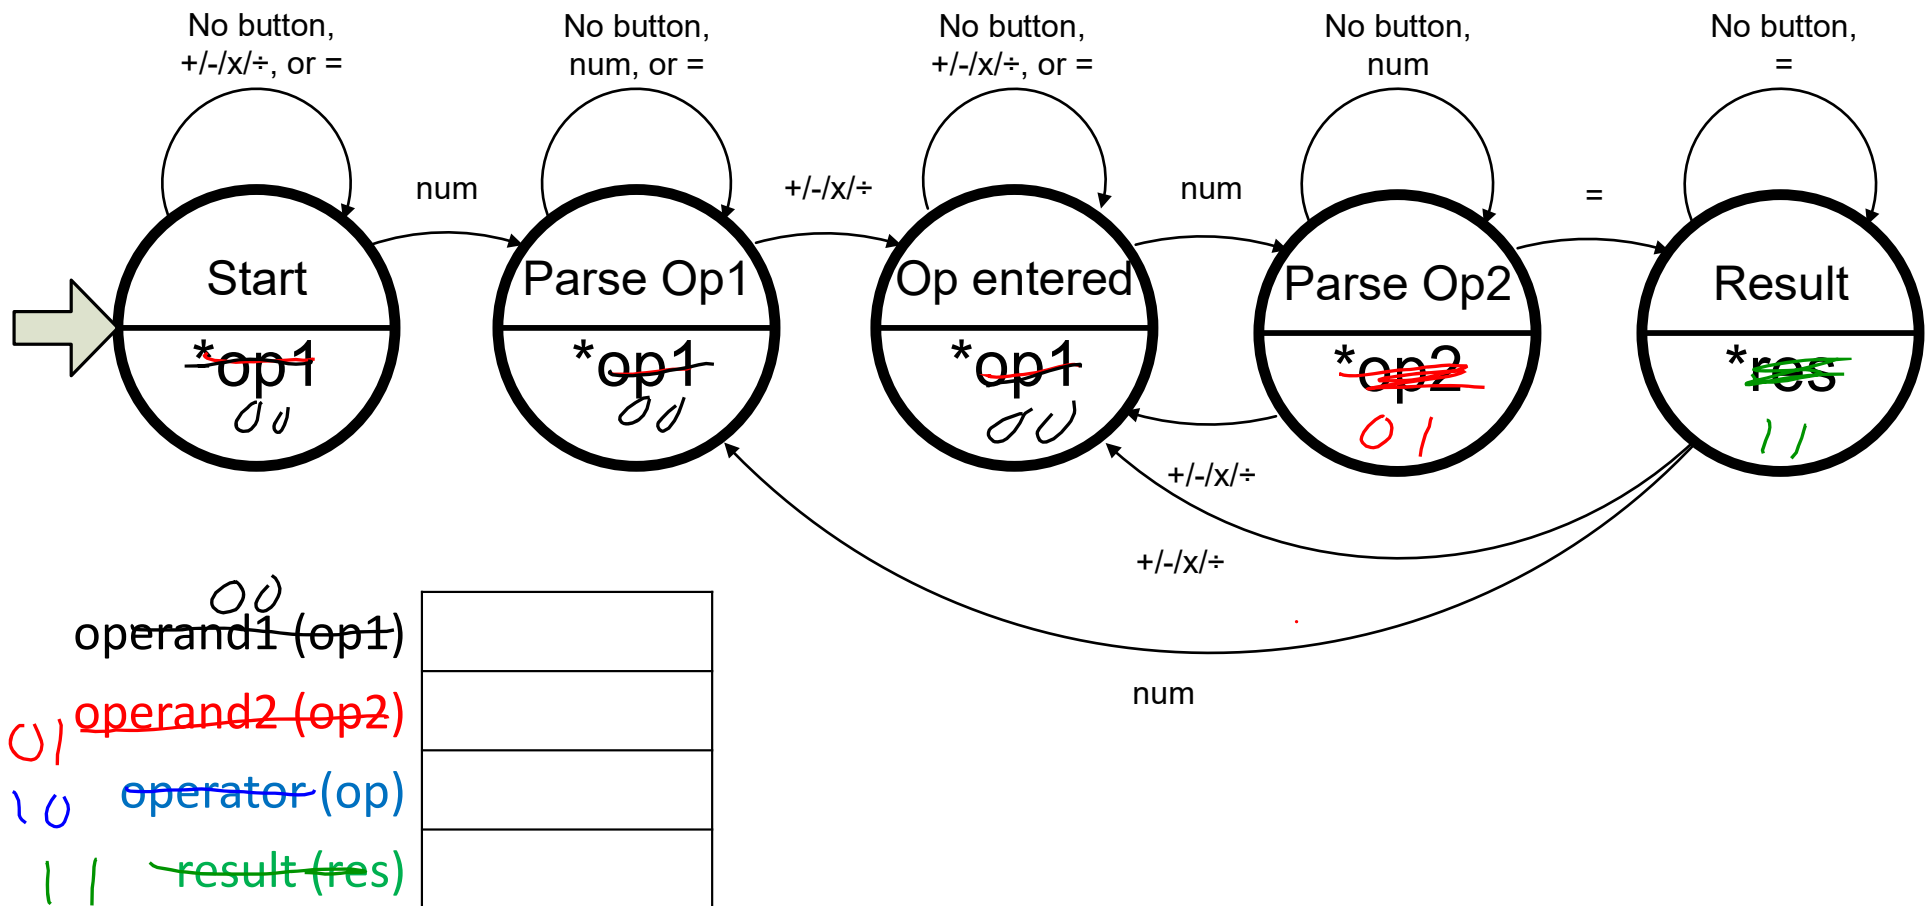 No button,
+/-/x/÷, or =
No button,
num, or =
No button,
+/-/x/÷, or =
No button,
num
No button,
=
num
+/-/x/÷
num
=
Start
Parse Op1
Op entered
Parse Op2
Result
*op1
*op1
*op1
*op2
*res
00
00
00
01
11
+/-/x/÷
+/-/x/÷
num
00
operand1 (op1)
operand2 (op2)
01
operator (op)
10
result (res)
11